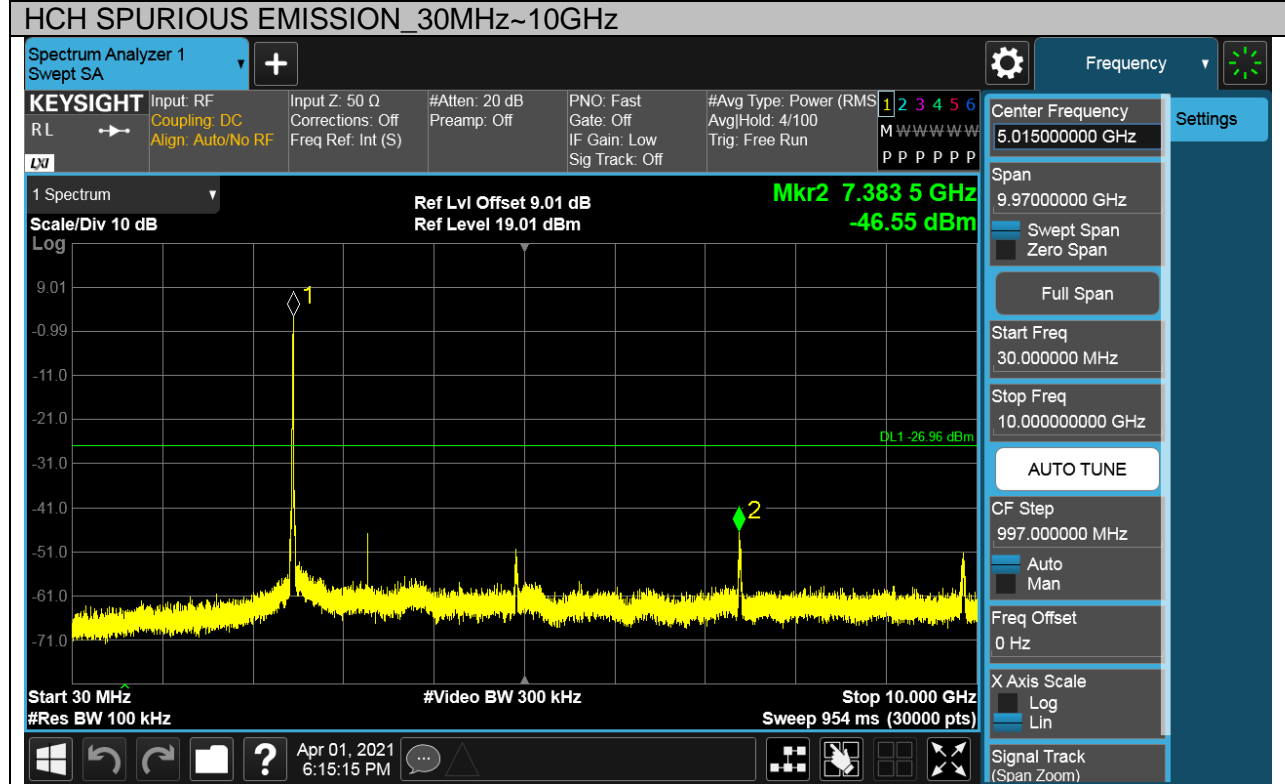 HCH SPURIOUS EMISSION_30MHz~10GHz
Spectrum Analyzer 1
Swept SA
+
Frequency
KEYSIGHT
RL
LXI
Input: RF
Coupling: DC
Align: Auto/No RF
Input Z: 50 Ω
Corrections: Off
Freq Ref: Int (S)
#Atten: 20 dB
Preamp: Off
PNO: Fast
Gate: Off
IF Gain: Low
Sig Track: Off
#Avg Type: Power (RMS
Avg|Hold: 4/100
Trig: Free Run
1 2 3 4 5 6
M W W W W W
P P P P P P
1 Spectrum
Scale/Div 10 dB
Ref Lvl Offset 9.01 dB
Ref Level 19.01 dBm
Mkr2 7.383 5 GHz
-46.55 dBm
Log
9.01
-0.99
-11.0
-21.0
-31.0
-41.0
-51.0
-61.0
-71.0
1
DL1 -26.96 dBm
2
Start 30 MHz
#Res BW 100 kHz
#Video BW 300 kHz
Stop 10.000 GHz
Sweep 954 ms (30000 pts)
Center Frequency
5.015000000 GHz
Settings
Span
9.97000000 GHz
Swept Span
Zero Span
Full Span
Start Freq
30.000000 MHz
Stop Freq
10.000000000 GHz
AUTO TUNE
CF Step
997.000000 MHz
Auto
Man
Freq Offset
0 Hz
X Axis Scale
Log
Lin
Signal Track
(Span Zoom)
?
Apr 01, 2021
6:15:15 PM